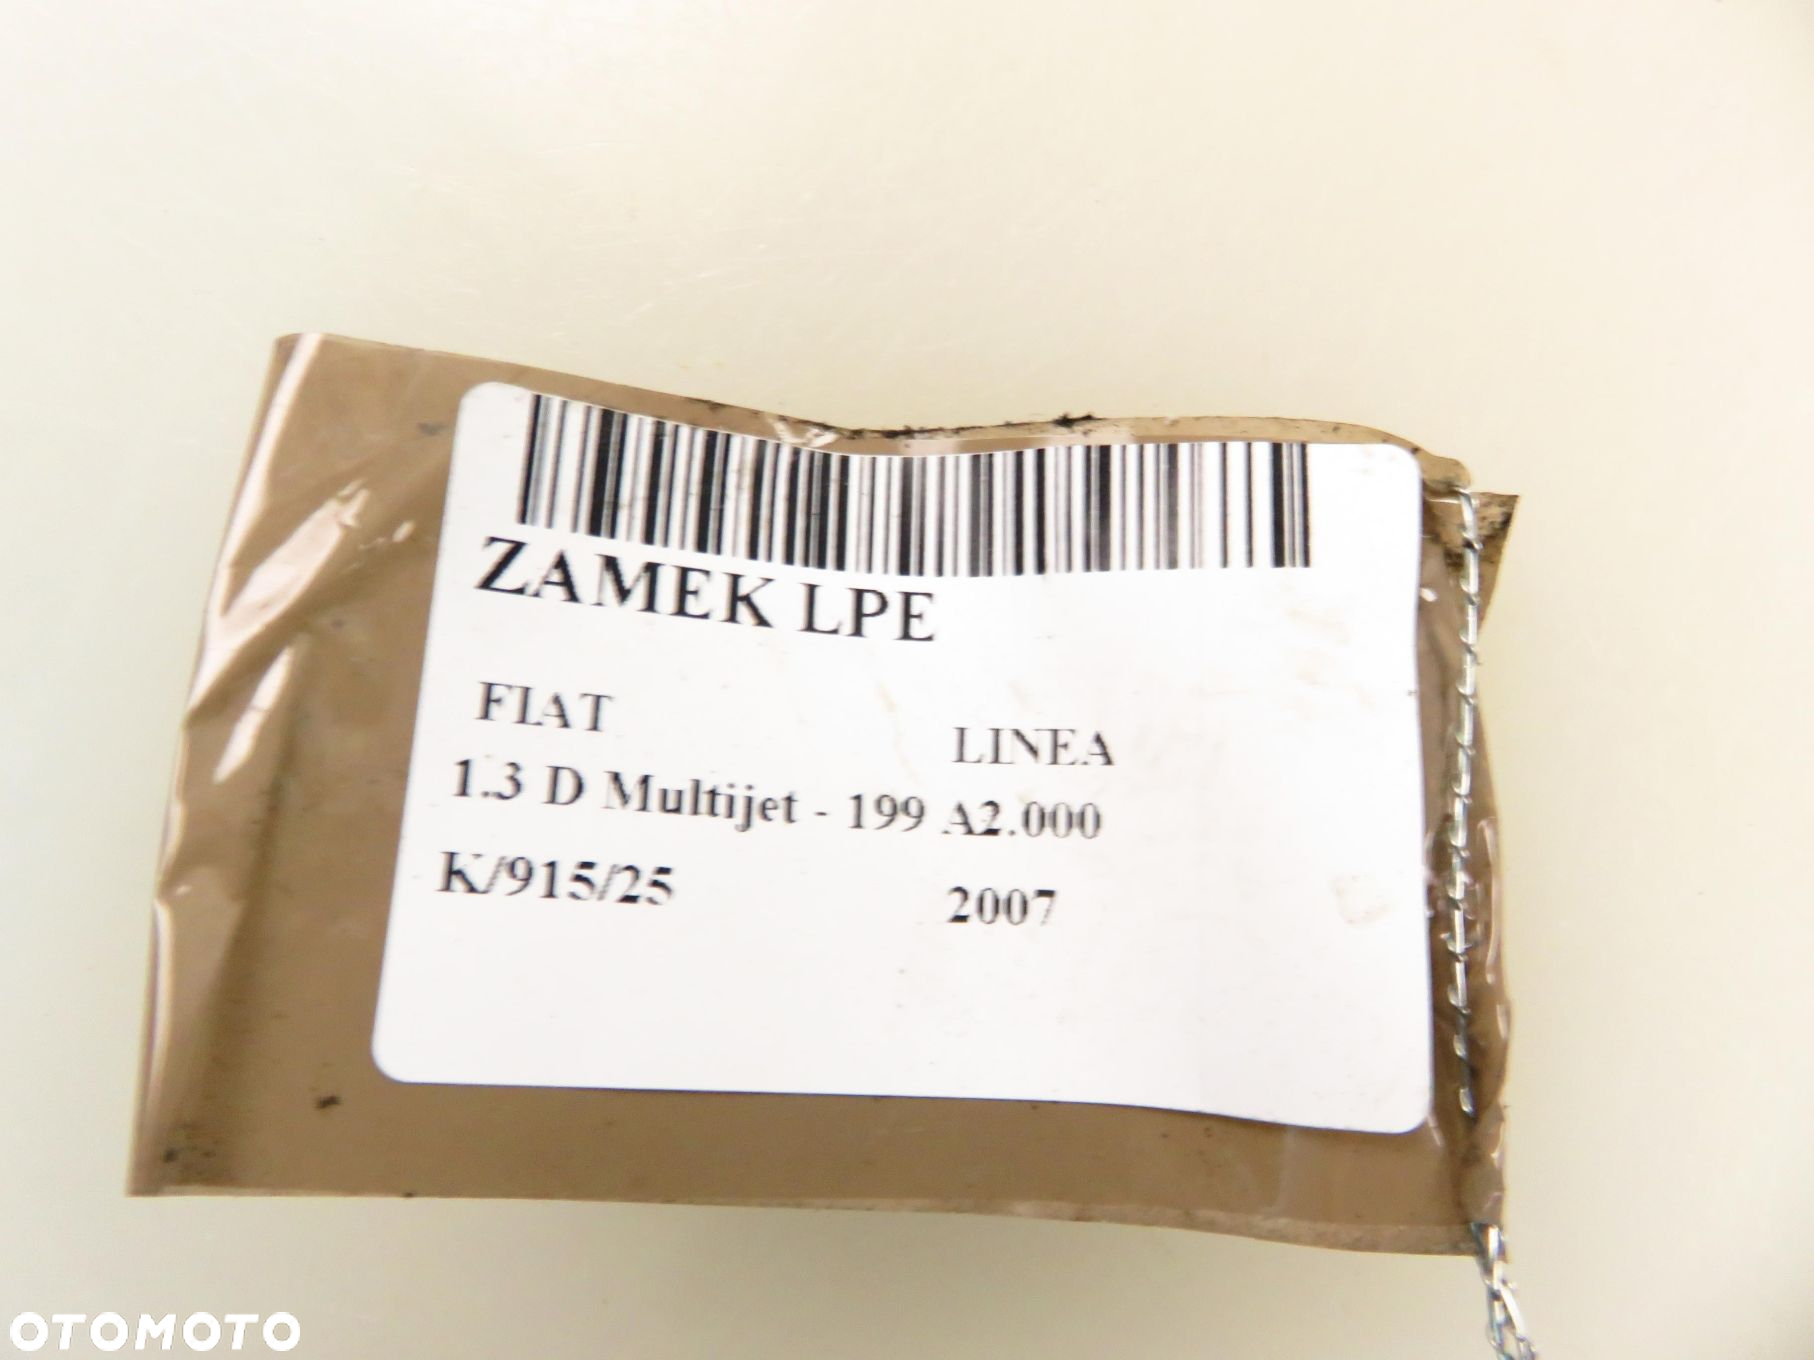 ZAMEK LPE
FIAT LINEA
1.3 D Multijet - 199 A2.000
K/915/25 2007
OTOMOTO